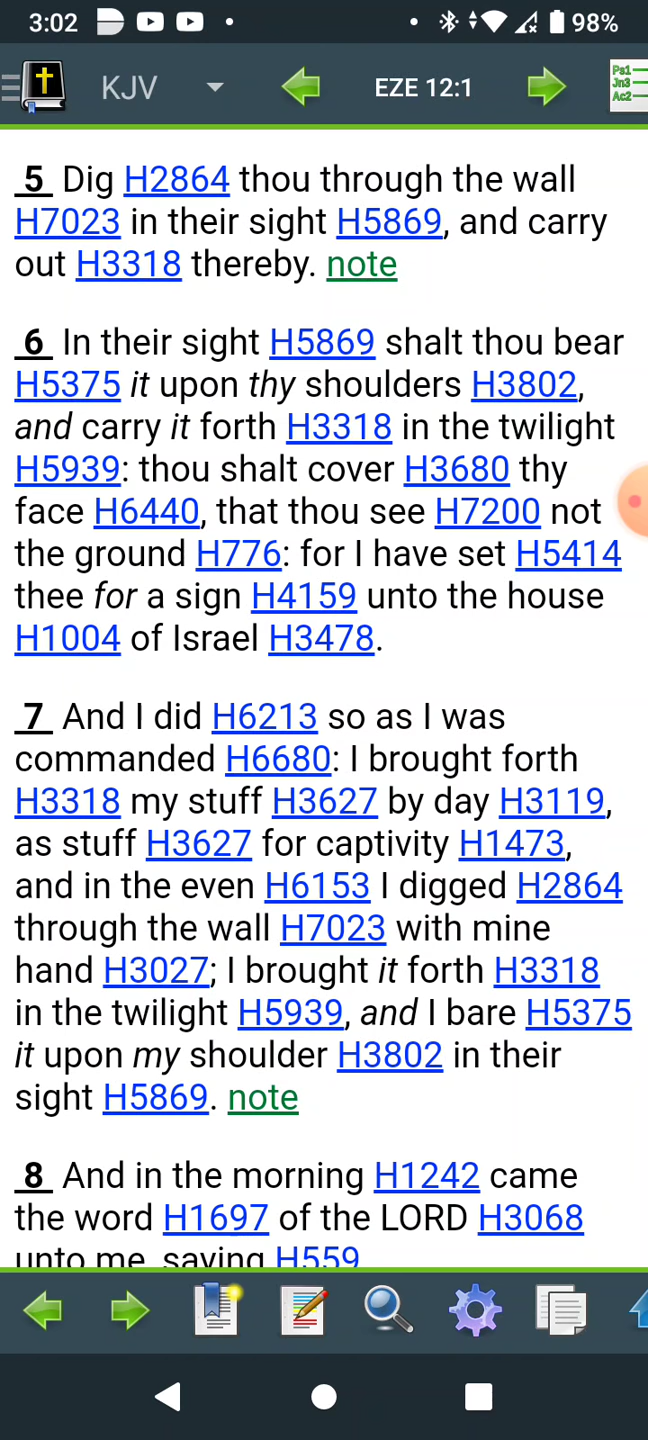 3:02 98%
KJV EZE 12:1 Ps1
Jn3
Ac2
5 Dig H2864 thou through the wall
H7023 in their sight H5869, and carry
out H3318 thereby. note
6 In their sight H5869 shalt thou bear
H5375 it upon thy shoulders H3802,
and carry it forth H3318 in the twilight
H5939: thou shalt cover H3680 thy
face H6440, that thou see H7200 not
the ground H776: for I have set H5414
thee for a sign H4159 unto the house
H1004 of Israel H3478.
7 And I did H6213 so as I was
commanded H6680: I brought forth
H3318 my stuff H3627 by day H3119,
as stuff H3627 for captivity H1473,
and in the even H6153 I digged H2864
through the wall H7023 with mine
hand H3027; I brought it forth H3318
in the twilight H5939, and I bare H5375
it upon my shoulder H3802 in their
sight H5869. note
8 And in the morning H1242 came
the word H1697 of the LORD H3068
unto me, saying H559